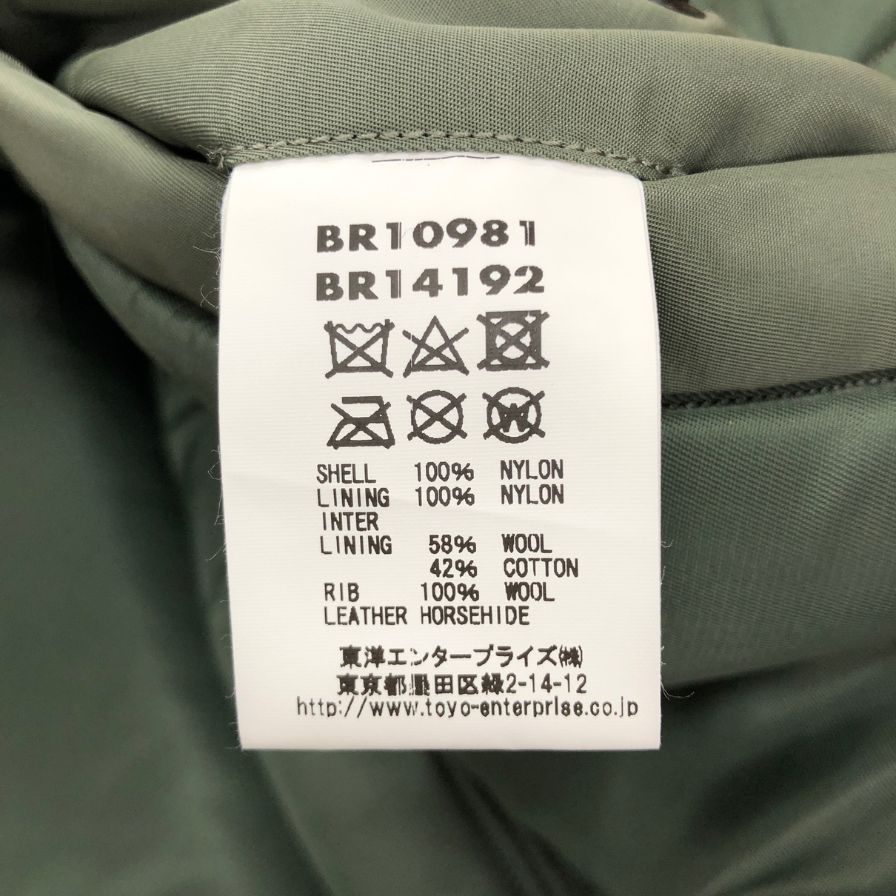 BR10981
BR14192
W
SHELL 100% NYLON
LINING 100% NYLON
INTER
LINING 58% WOOL
42% COTTON
RIB 100% WOOL
LEATHER HORSEHIDE
東洋エンタープライズ㈱
東京都墨田区緑2-14-12
http://www.toyo-enterprise.co.jp